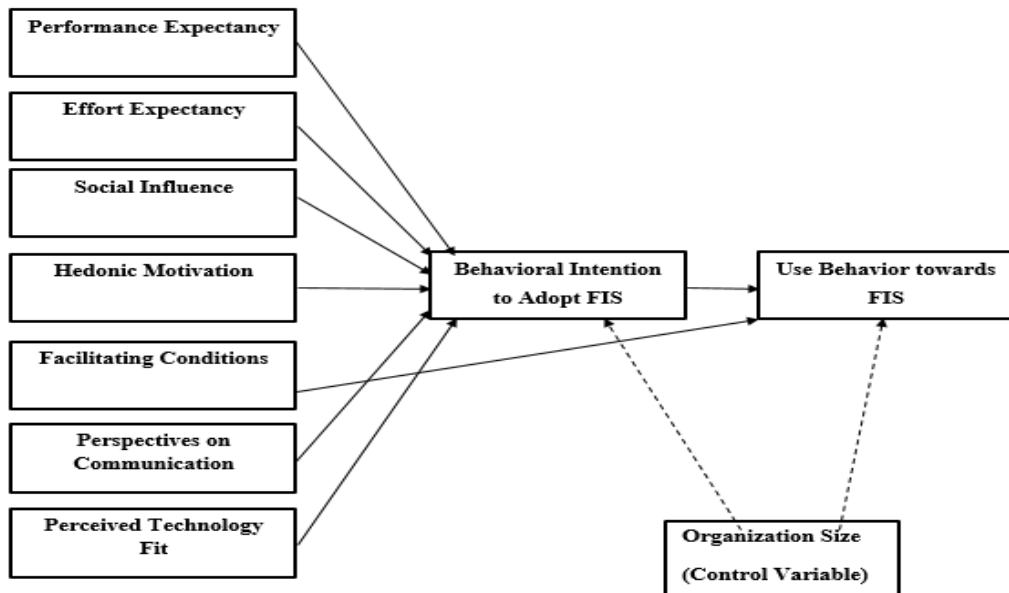 Performance Expectancy
Effort Expectancy
Social Influence
Hedonic Motivation
Facilitating Conditions
Perspectives on
Communication
Perceived Technology
Fit
Behavioral Intention
to Adopt FIS
Use Behavior towards
FIS
Organization Size
(Control Variable)